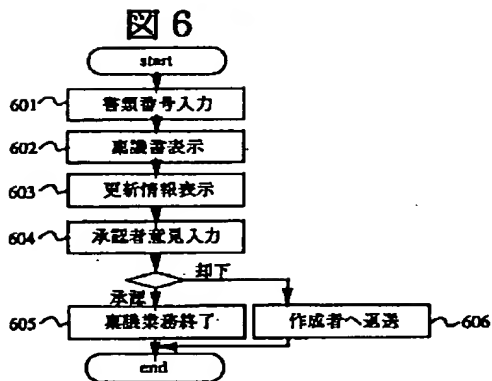 図 6
start
601 書類番号入力
602 稟議書表示
603 更新情報表示
604 承認者意見入力
却下
承認
605 稟議業務終了
作成者へ返送 606
end